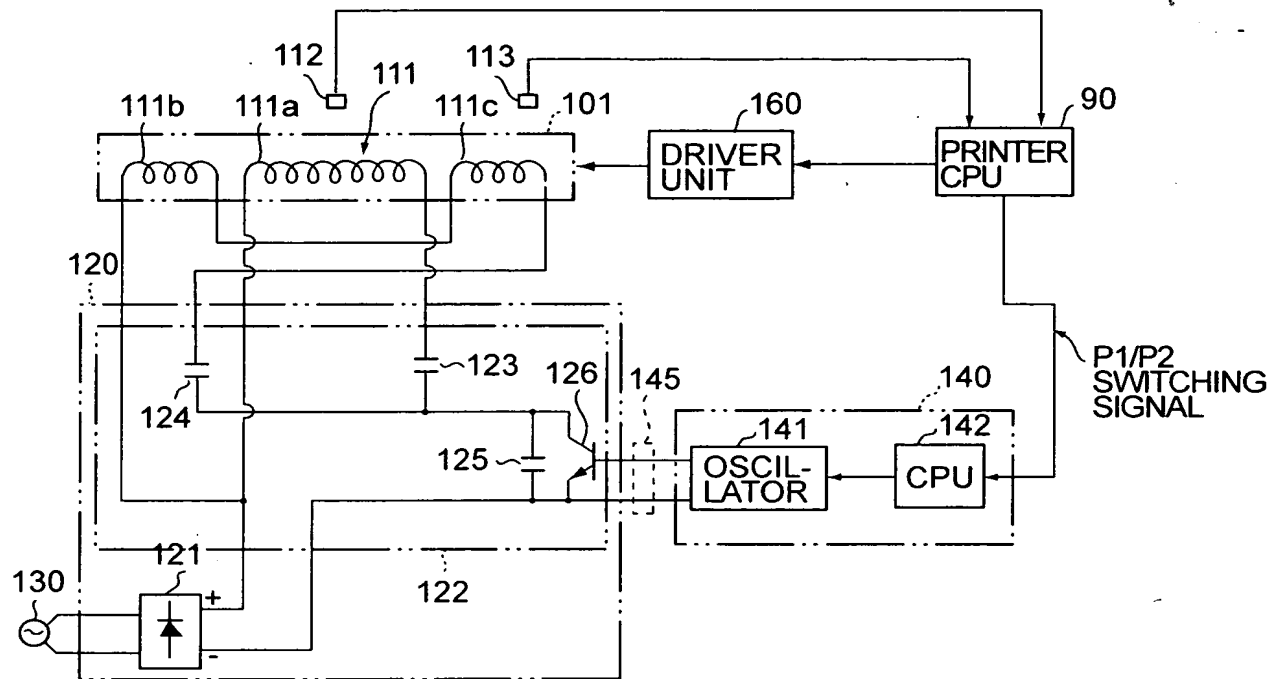 112
113
111
111b
111a
111c
101
160
90
DRIVER
UNIT
PRINTER
CPU
120
P1/P2
SWITCHING
SIGNAL
123
124
126
145
140
125
141
142
OSCIL-
LATOR
CPU
121
122
130
+
-